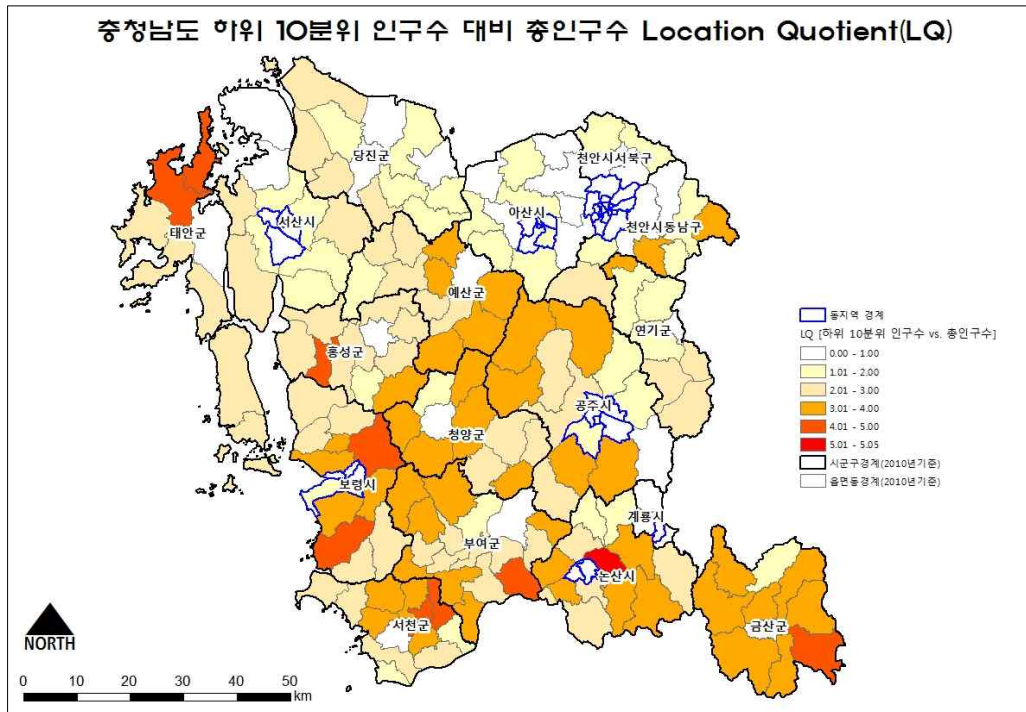 충청남도 하위 10분위 인구수 대비 총인구수 Location Quotient(LQ)
당진군
천안시서북구
서산시
아산시
천안시동남구
태안군
예산군
연기군
홍성군
공주시
청양군
보령시
계룡시
부여군
논산시
서천군
금산군
동지역 경계
LQ [하위 10분위 인구수 vs. 총인구수]
0.00 - 1.00
1.01 - 2.00
2.01 - 3.00
3.01 - 4.00
4.01 - 5.00
5.01 - 5.05
시군구경계(2010년기준)
읍면동경계(2010년기준)
NORTH
0 10 20 30 40 50
km